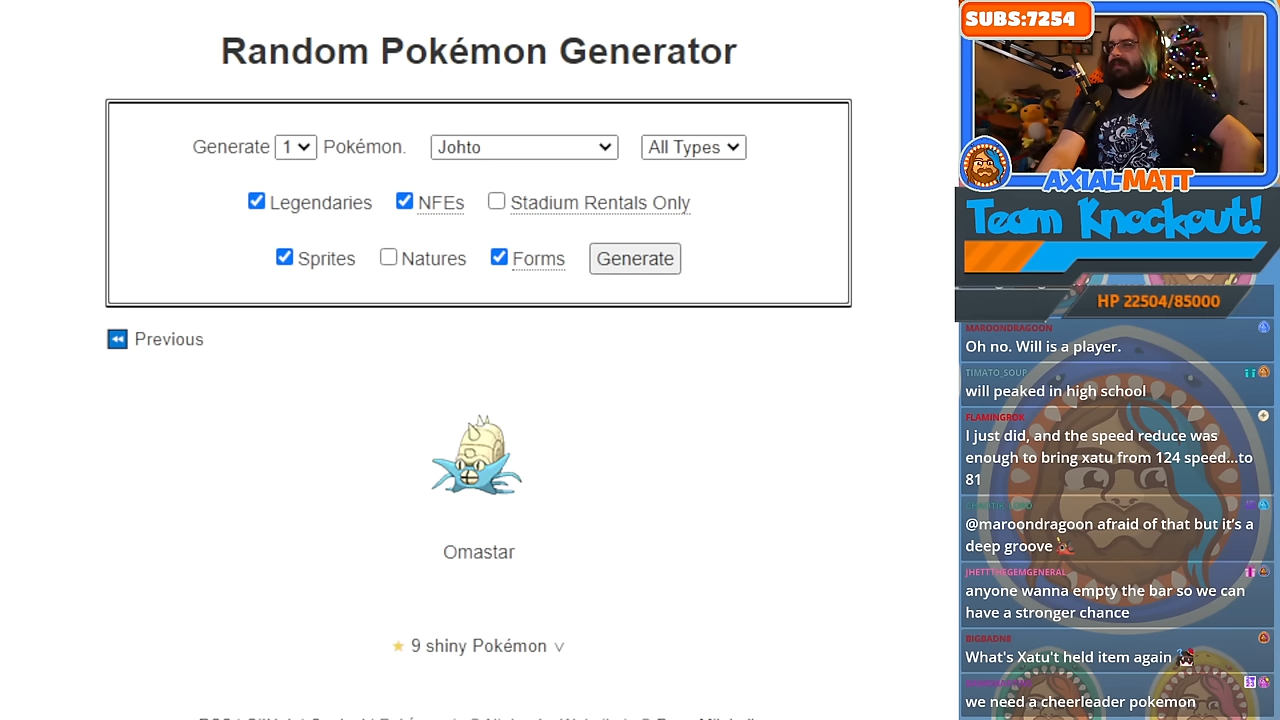 Random Pokémon Generator
Generate 1 Pokémon. Johto All Types
Legendaries NFEs Stadium Rentals Only
Sprites Natures Forms Generate
Previous
Omastar
9 shiny Pokémon
SUBS:7254
AXIALMATT
Team Knockout!
HP 22504/85000
MAROONDRAGOON
Oh no. Will is a player.
TIMATO_SOUP
will peaked in high school
FLAMINGROK
I just did, and the speed reduce was
enough to bring xatu from 124 speed...to
81
@maroondragoon afraid of that but it's a
deep groove
JHETTTHEGEMGENERAL
anyone wanna empty the bar so we can
have a stronger chance
BIGBADN8
What's Xatu't held item again
we need a cheerleader pokemon